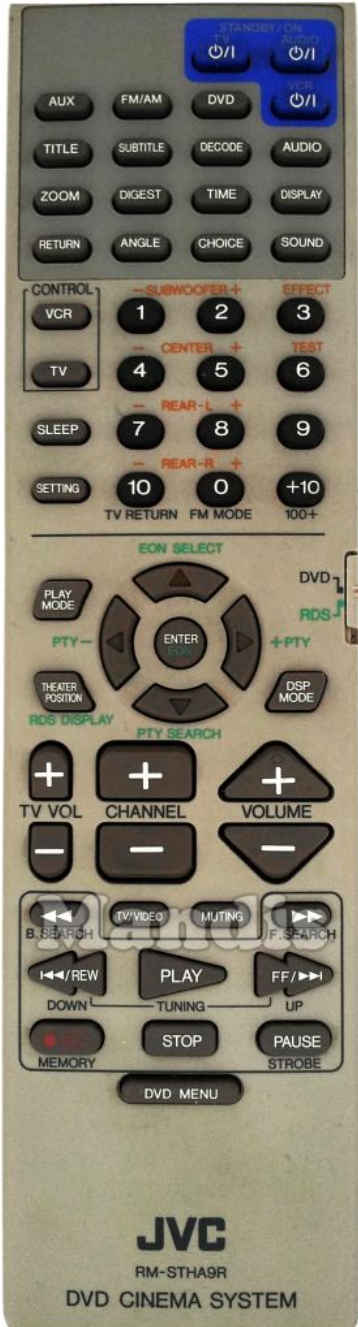 STANDBY/ON
TV AUDIO
⏻/I ⏻/I
VCR
AUX FM/AM DVD ⏻/I
TITLE SUBTITLE DECODE AUDIO
ZOOM DIGEST TIME DISPLAY
RETURN ANGLE CHOICE SOUND
CONTROL - SUBWOOFER + EFFECT
VCR 1 2 3
- CENTER + TEST
TV 4 5 6
- REAR-L +
SLEEP 7 8 9
- REAR-R +
SETTING 10 0 +10
TV RETURN FM MODE 100+
EON SELECT
DVD
PLAY
MODE
RDS
PTY- ENTER +PTY
EON
THEATER
POSITION
DSP
MODE
RDS DISPLAY
PTY SEARCH
+ + +
TV VOL CHANNEL VOLUME
- - -
◀◀ TV/VIDEO MUTING ▶▶
B.SEARCH F.SEARCH
Mandis
I◀◀/REW PLAY FF/▶▶I
DOWN TUNING UP
STOP PAUSE
MEMORY STROBE
DVD MENU
JVC
RM-STHA9R
DVD CINEMA SYSTEM